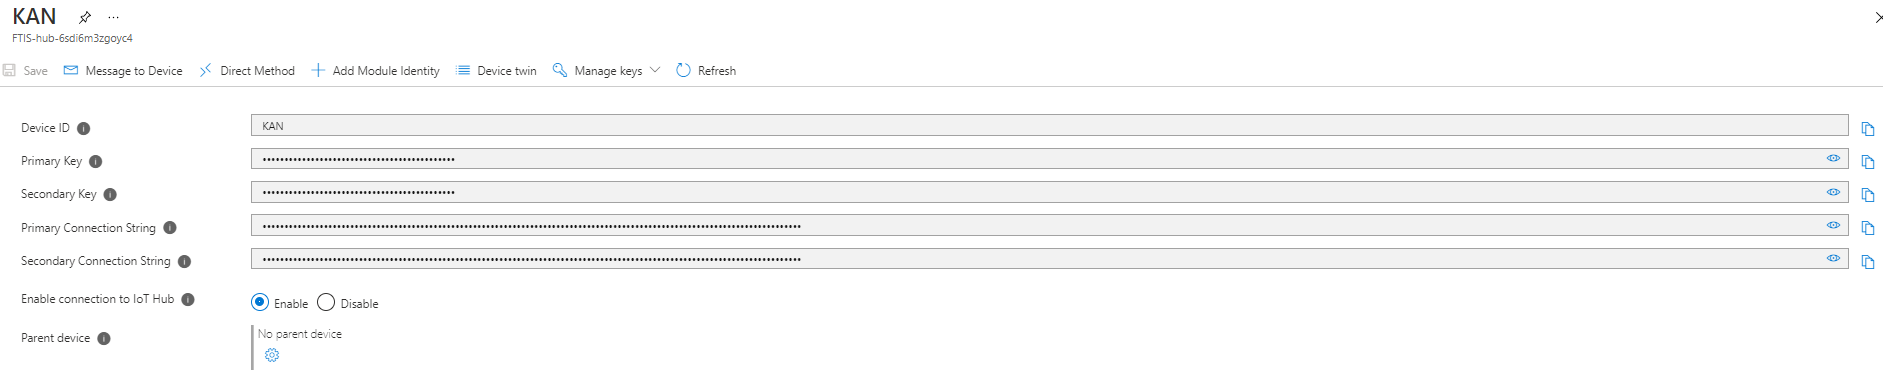 KAN ...
FTIS-hub-6sdi6m3zgoyc4
Save Message to Device Direct Method Add Module Identity Device twin Manage keys Refresh
Device ID KAN
Primary Key ••••••••••••••••••••••••••••••••••••••••••••
Secondary Key ••••••••••••••••••••••••••••••••••••••••••••
Primary Connection String
Secondary Connection String
Enable connection to IoT Hub Enable Disable
Parent device No parent device